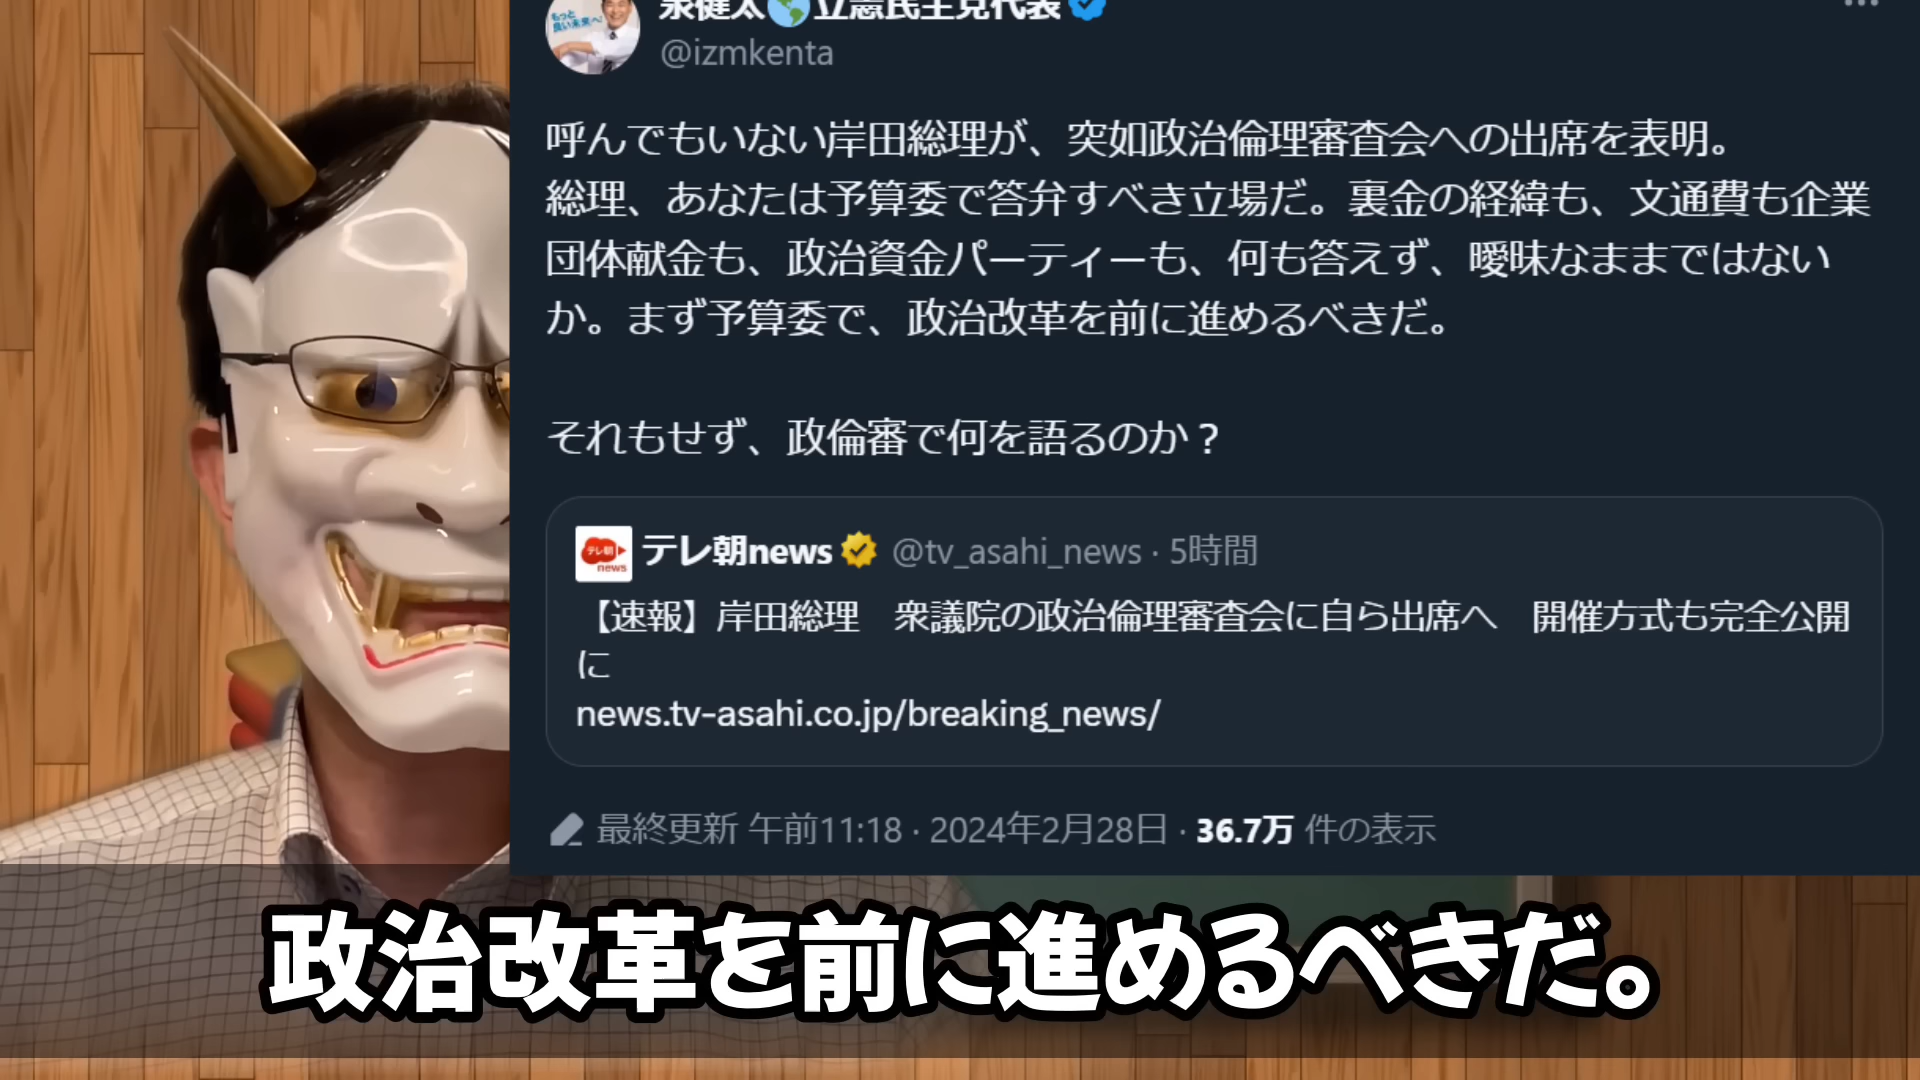 泉健太🌎立憲民主党代表
@izmkenta
呼んでもいない岸田総理が、突如政治倫理審査会への出席を表明。
総理、あなたは予算委で答弁すべき立場だ。裏金の経緯も、文通費も企業
団体献金も、政治資金パーティーも、何も答えず、曖昧なままではない
か。まず予算委で、政治改革を前に進めるべきだ。
それもせず、政倫審で何を語るのか？
テレ朝news @tv_asahi_news · 5時間
【速報】岸田総理　衆議院の政治倫理審査会に自ら出席へ　開催方式も完全公開
に
news.tv-asahi.co.jp/breaking_news/
最終更新 午前11:18 · 2024年2月28日 · 36.7万 件の表示
政治改革を前に進めるべきだ。